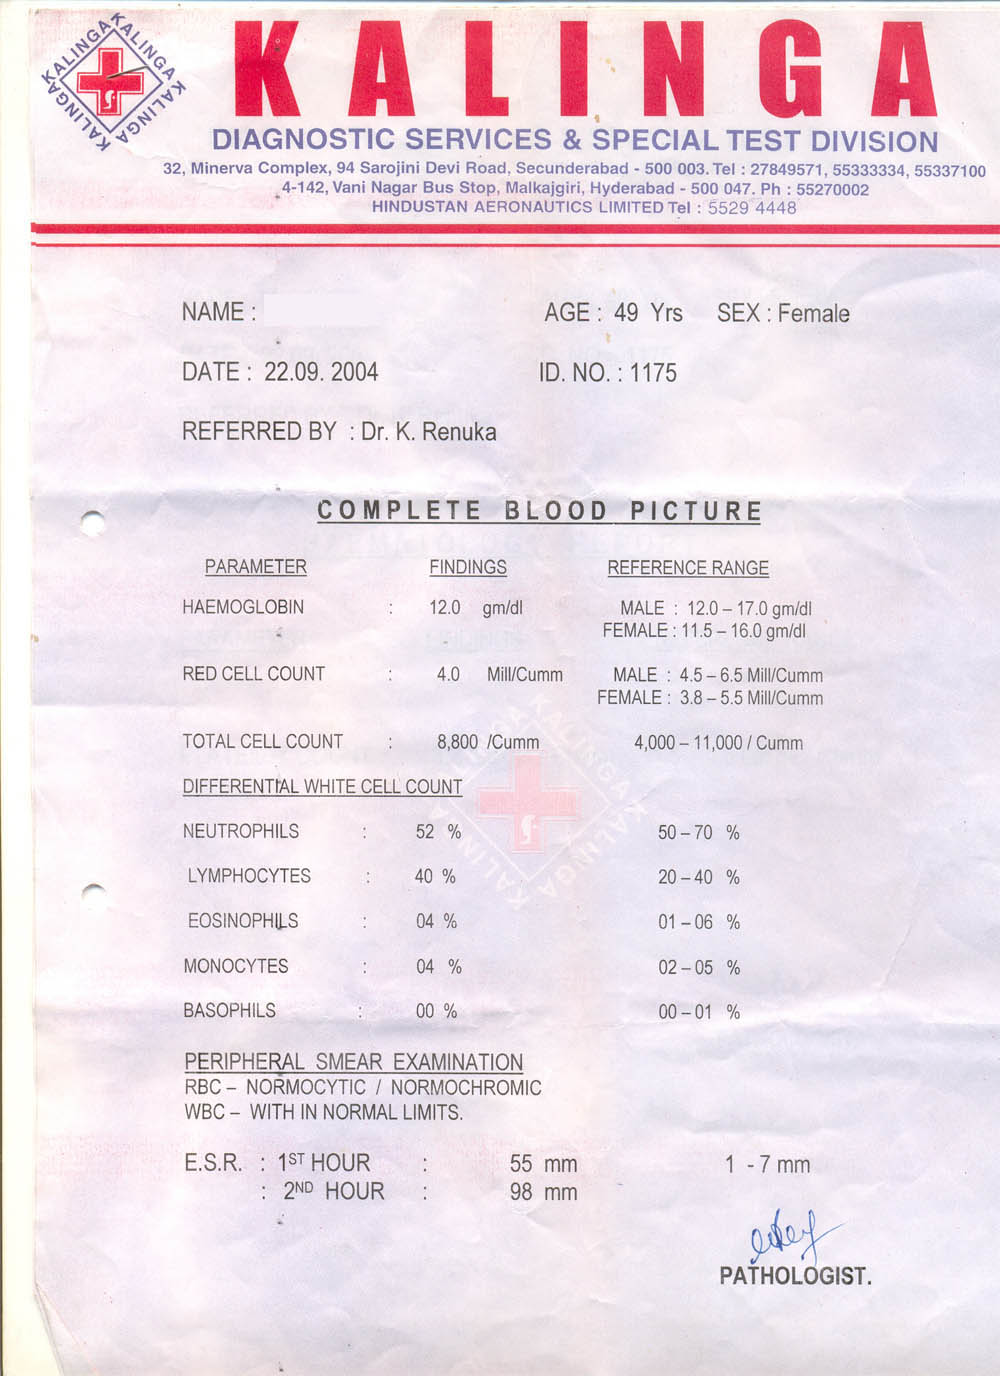 KALINGA KALINGA KALINGA KALINGA
KALINGA
DIAGNOSTIC SERVICES & SPECIAL TEST DIVISION
32, Minerva Complex, 94 Sarojini Devi Road, Secunderabad - 500 003. Tel : 27849571, 55333334, 55337100
4-142, Vani Nagar Bus Stop, Malkajgiri, Hyderabad - 500 047. Ph : 55270002
HINDUSTAN AERONAUTICS LIMITED Tel : 5529 4448
NAME :
AGE : 49 Yrs SEX : Female
DATE : 22.09. 2004 ID. NO. : 1175
REFERRED BY : Dr. K. Renuka
COMPLETE BLOOD PICTURE
PARAMETER FINDINGS REFERENCE RANGE
HAEMOGLOBIN : 12.0 gm/dl MALE : 12.0 – 17.0 gm/dl
FEMALE : 11.5 – 16.0 gm/dl
RED CELL COUNT : 4.0 Mill/Cumm MALE : 4.5 – 6.5 Mill/Cumm
FEMALE : 3.8 – 5.5 Mill/Cumm
TOTAL CELL COUNT : 8,800 /Cumm 4,000 – 11,000 / Cumm
DIFFERENTIAL WHITE CELL COUNT
NEUTROPHILS : 52 % 50 – 70 %
LYMPHOCYTES : 40 % 20 – 40 %
EOSINOPHILS : 04 % 01 – 06 %
MONOCYTES : 04 % 02 – 05 %
BASOPHILS : 00 % 00 – 01 %
KALINGA KALINGA KALINGA KALINGA
PERIPHERAL SMEAR EXAMINATION
RBC – NORMOCYTIC / NORMOCHROMIC
WBC – WITH IN NORMAL LIMITS.
E.S.R. : 1ST HOUR : 55 mm 1 - 7 mm
: 2ND HOUR : 98 mm
PATHOLOGIST.